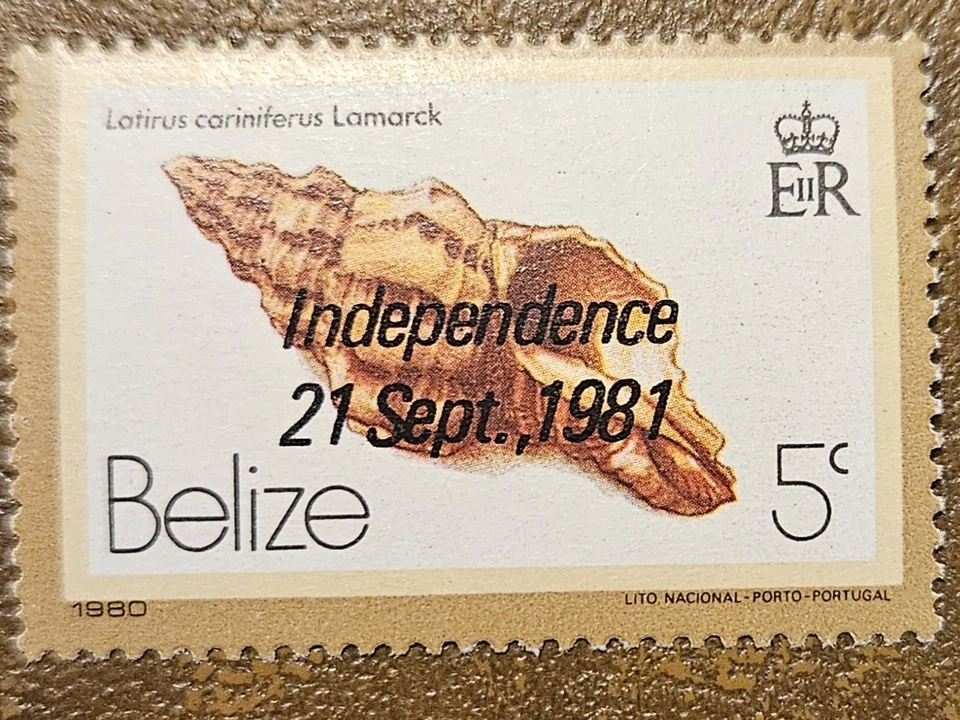 Latirus cariniferus Lamarck
EIIR
Independence
21 Sept.,1981
Belize
5c
1980
LITO, NACIONAL-PORTO-PORTUGAL